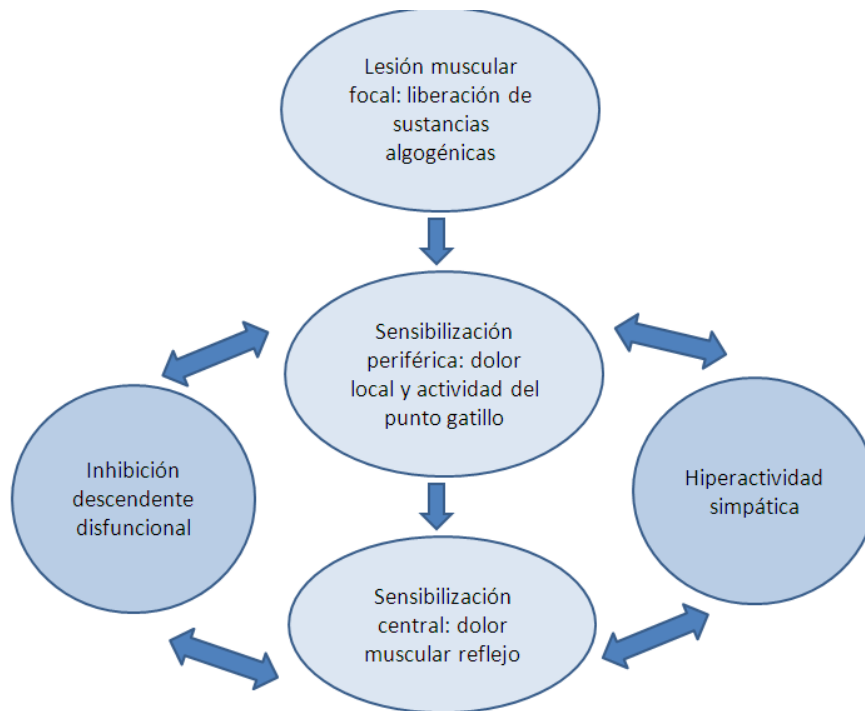 Lesión muscular
focal: liberación de
sustancias
algogénicas
Sensibilización
periférica: dolor
local y actividad del
punto gatillo
Inhibición
descendente
disfuncional
Hiperactividad
simpática
Sensibilización
central: dolor
muscular reflejo